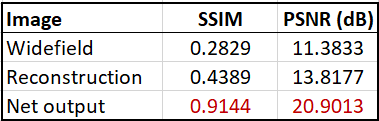 Image SSIM PSNR (dB)
Widefield 0.2829 11.3833
Reconstruction 0.4389 13.8177
Net output 0.9144 20.9013